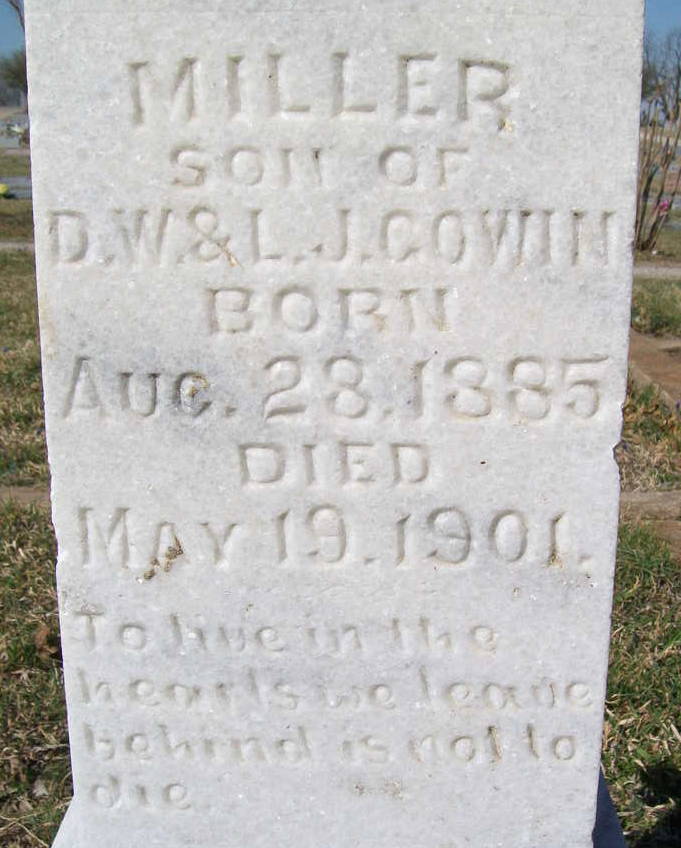 MILLER
SON OF
D.W.& L.J. COWIN
BORN
AUG. 28. 1885
DIED
MAY 19. 1901.
To live in the
hearts we leave
behind is not to
die.